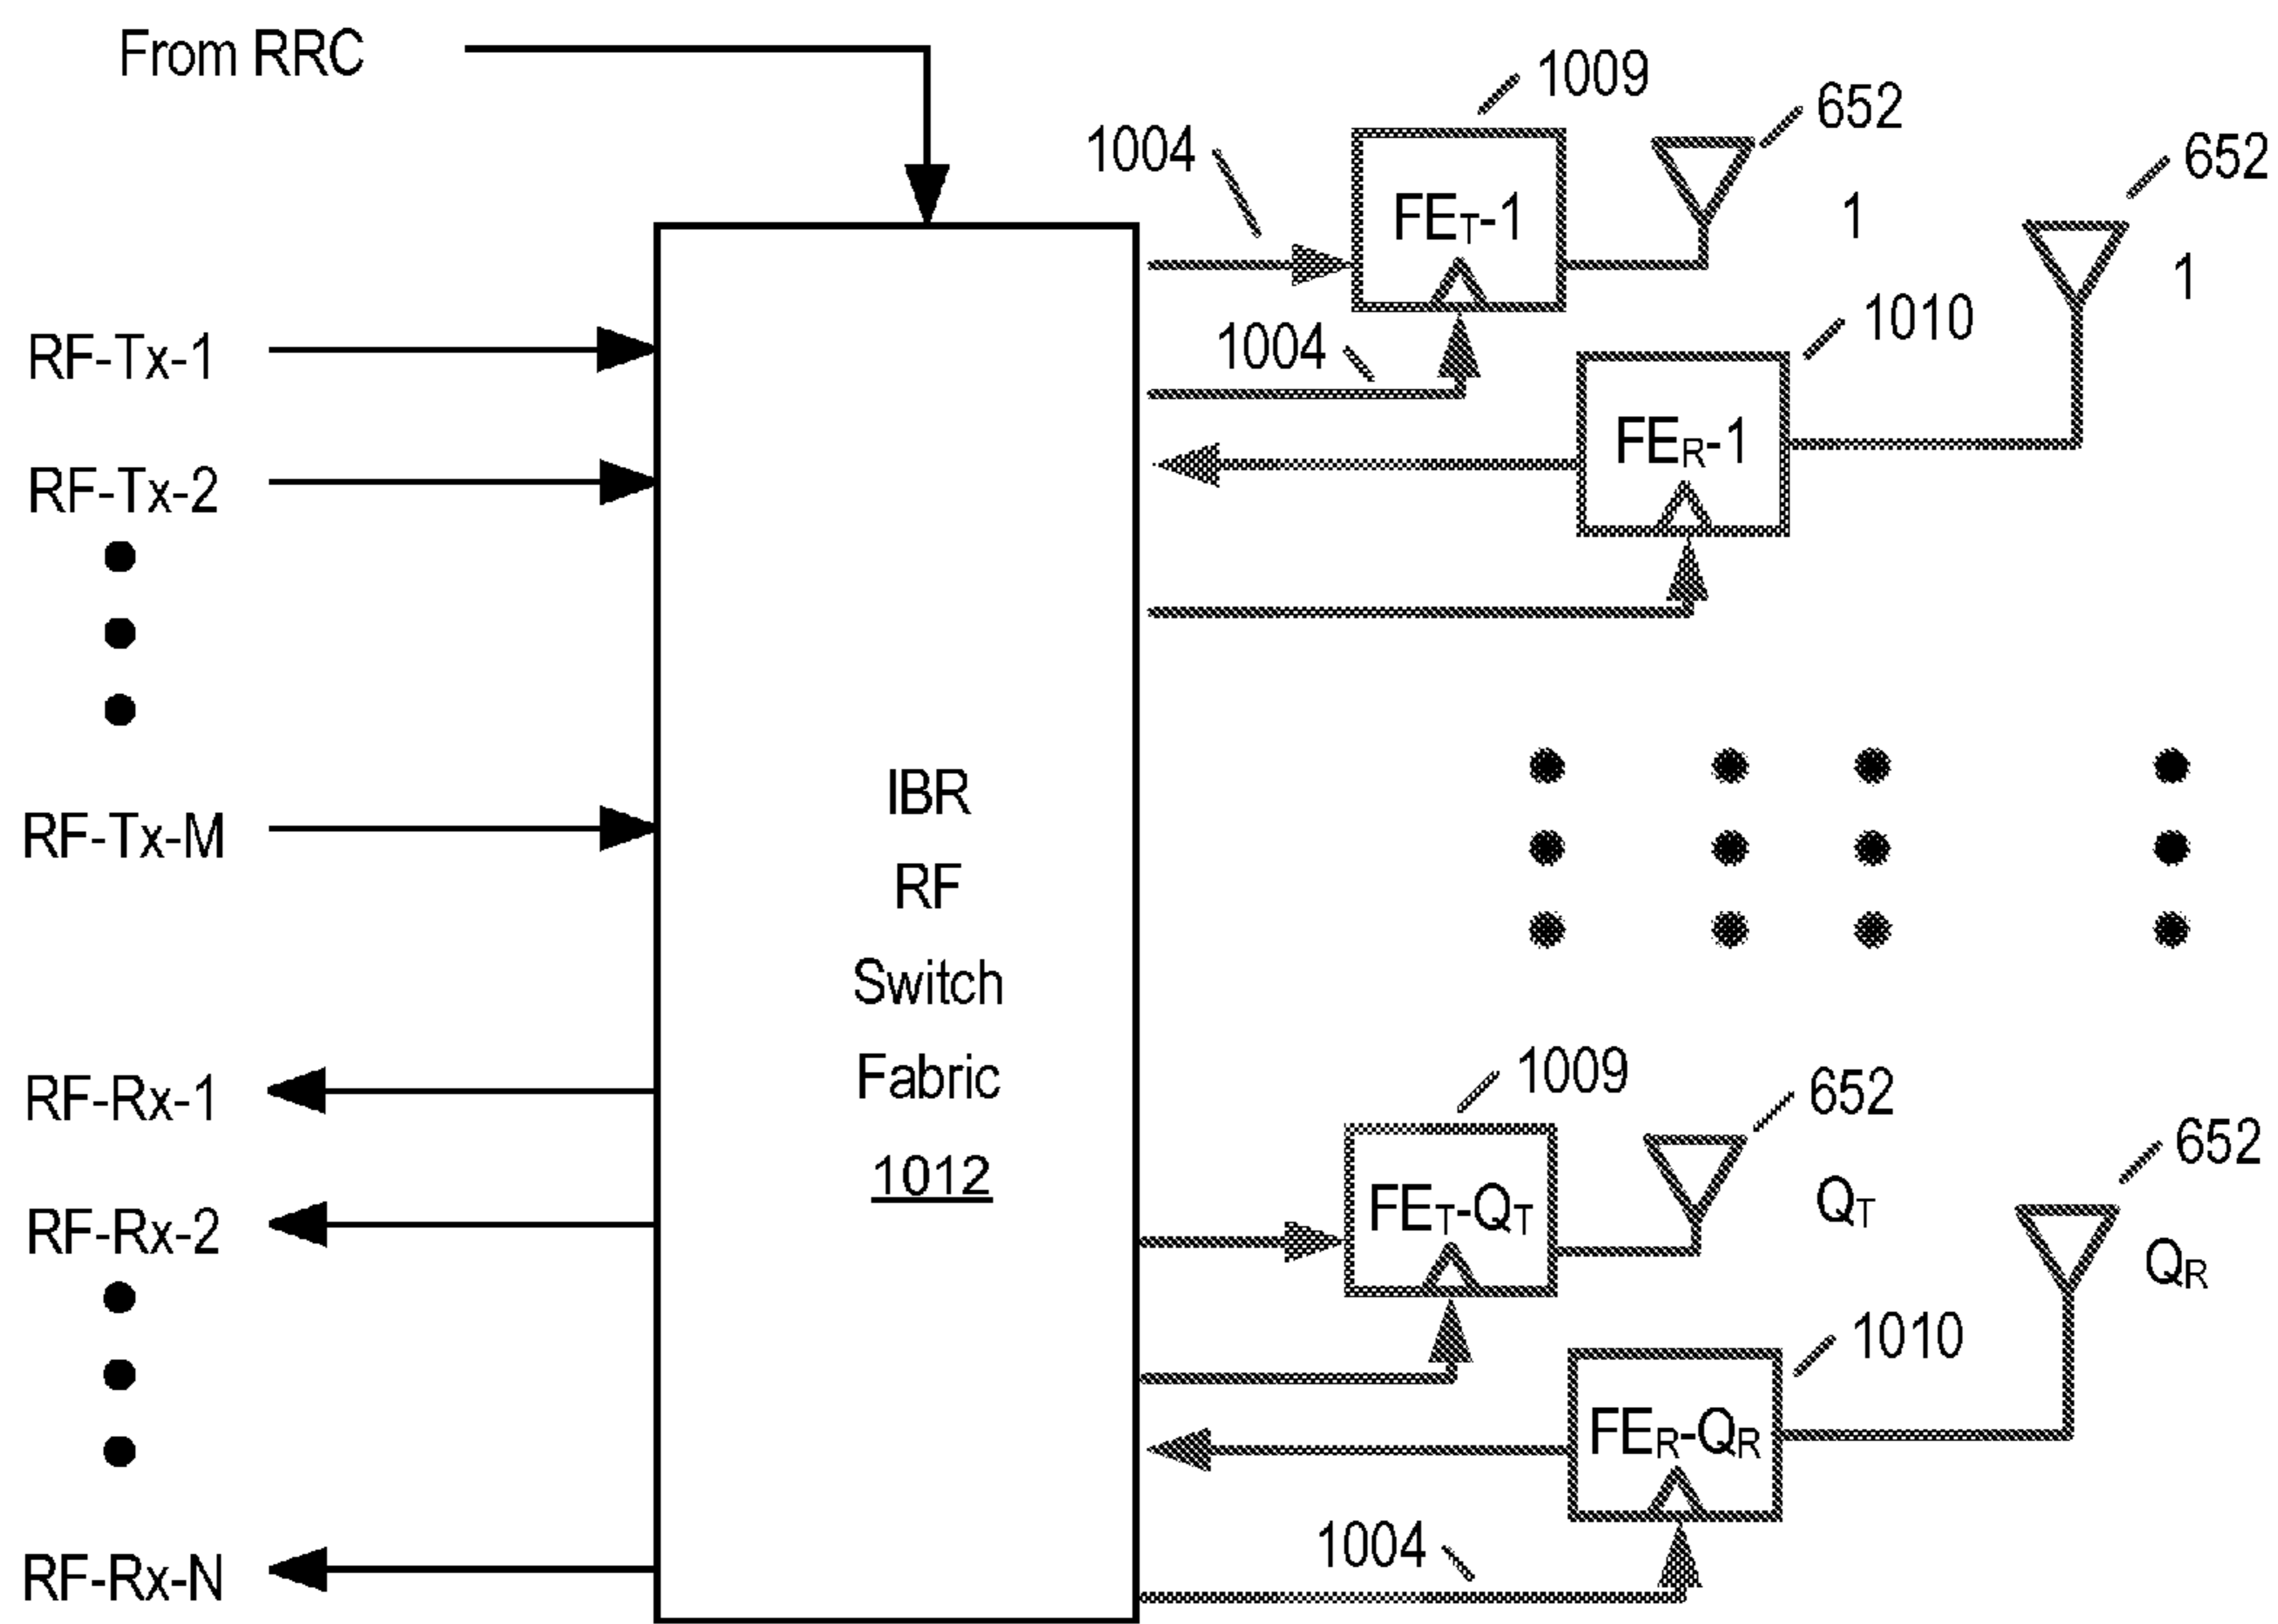 From RRC
1009
652
1004
652
FET-1
1
1
1010
1004
RF-Tx-1
FER-1
RF-Tx-2
IBR
RF-Tx-M
RF
Switch
Fabric
1009
652
RF-Rx-1
652
1012
FET-QT
QT
RF-Rx-2
QR
1010
FER-QR
1004
RF-Rx-N